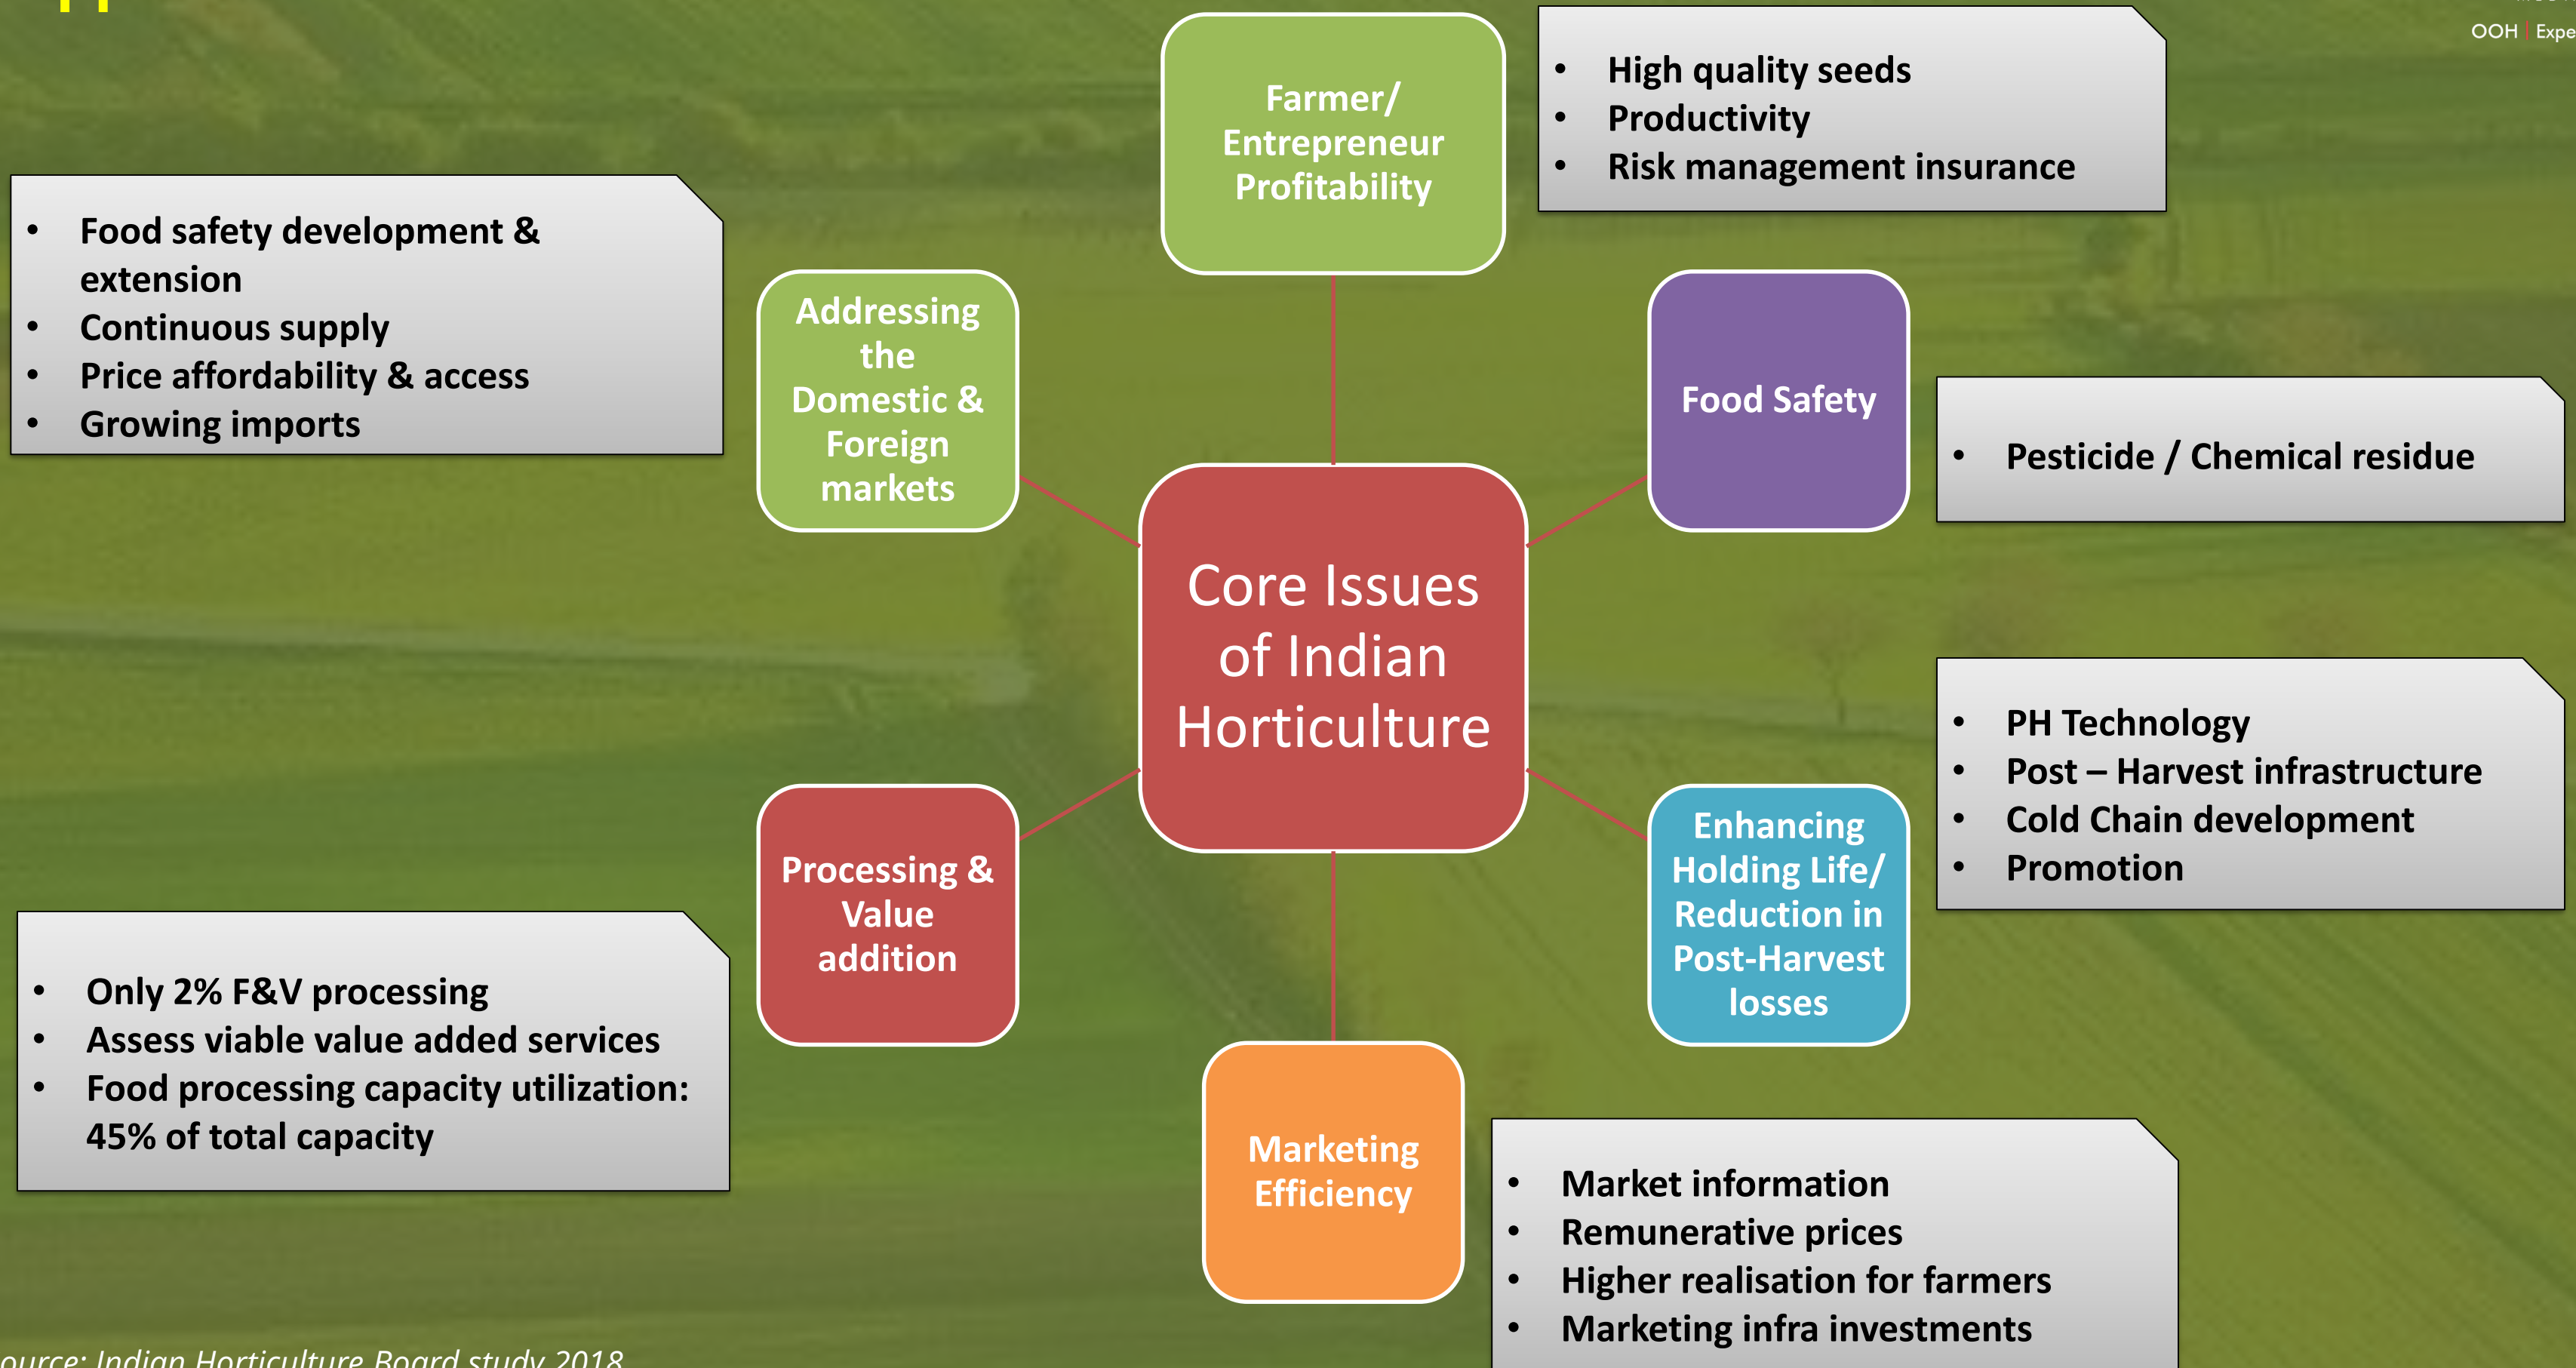 OOH | Expe
Farmer/
Entrepreneur
Profitability
• High quality seeds
• Productivity
• Risk management insurance
• Food safety development &
extension
• Continuous supply
• Price affordability & access
• Growing imports
Addressing
the
Domestic &
Foreign
markets
Food Safety
• Pesticide / Chemical residue
Core Issues
of Indian
Horticulture
• PH Technology
• Post – Harvest infrastructure
• Cold Chain development
• Promotion
Enhancing
Holding Life/
Reduction in
Post-Harvest
losses
Processing &
Value
addition
• Only 2% F&V processing
• Assess viable value added services
• Food processing capacity utilization:
45% of total capacity
Marketing
Efficiency
• Market information
• Remunerative prices
• Higher realisation for farmers
• Marketing infra investments
ource: Indian Horticulture Board study 2018